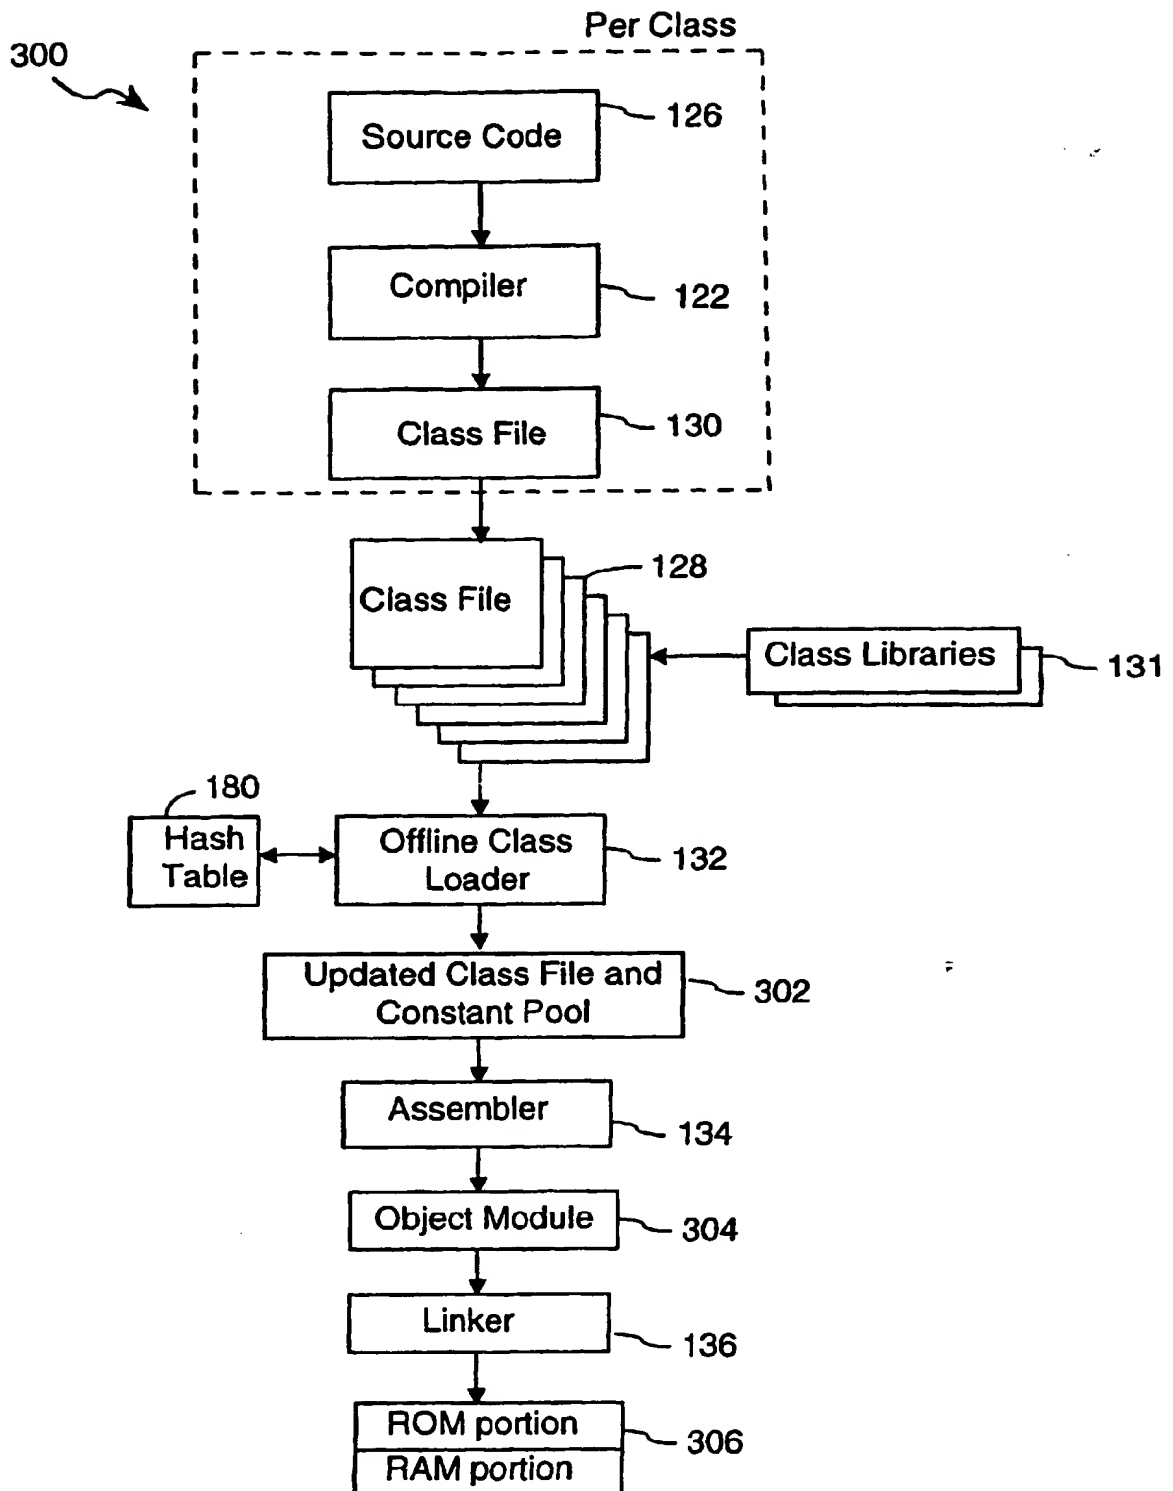 Per Class
300
Source Code
126
Compiler
122
Class File
130
Class File
128
Class Libraries
131
180
Hash
Table
Offline Class
Loader
132
Updated Class File and
Constant Pool
302
Assembler
134
Object Module
304
Linker
136
ROM portion
306
RAM portion